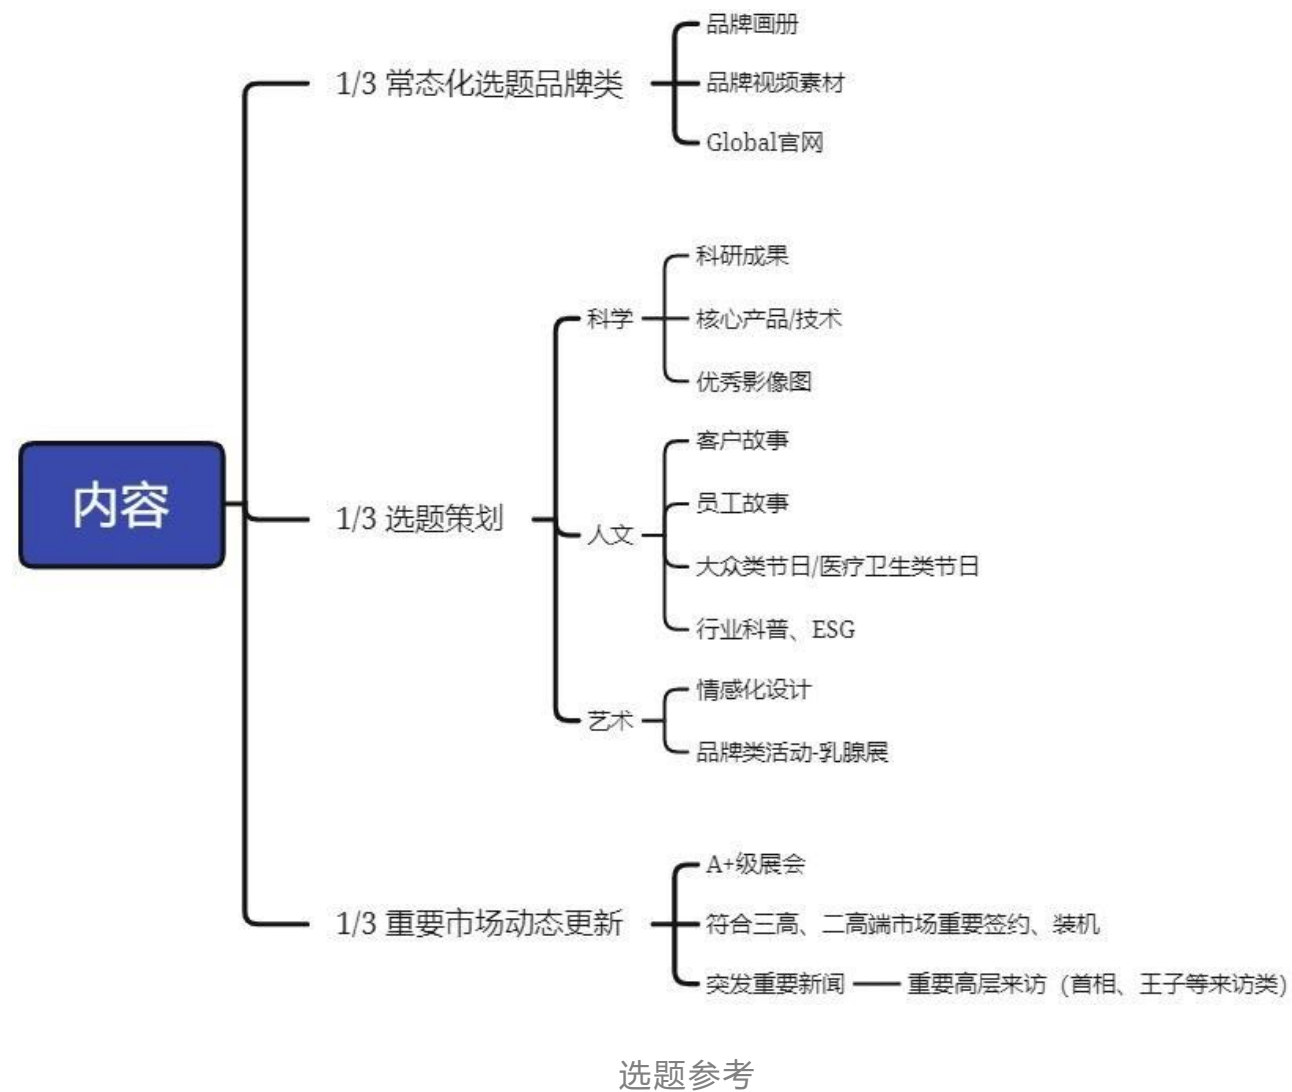 内容
1/3 常态化选题品牌类
品牌画册
品牌视频素材
Global官网
1/3 选题策划
科学
科研成果
核心产品/技术
优秀影像图
人文
客户故事
员工故事
大众类节日/医疗卫生类节日
行业科普、ESG
艺术
情感化设计
品牌类活动-乳腺展
1/3 重要市场动态更新
A+级展会
符合三高、二高端市场重要签约、装机
突发重要新闻
重要高层来访（首相、王子等来访类）
选题参考